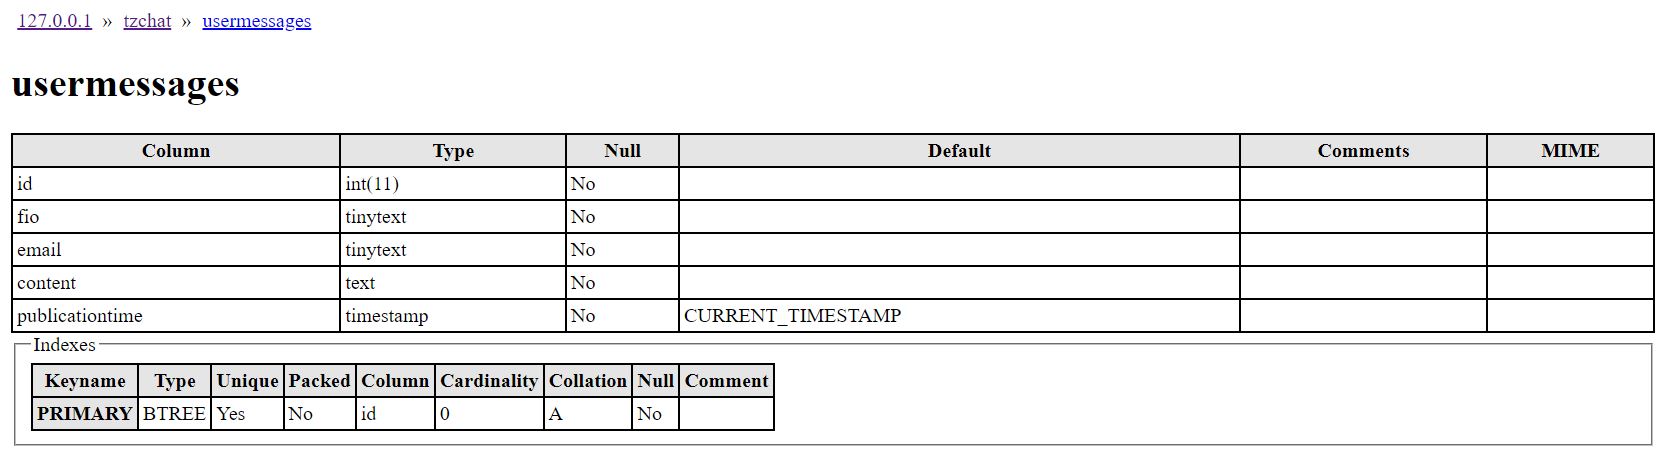 127.0.0.1 » tzchat » usermessages
usermessages
Column Type Null Default Comments MIME
id int(11) No
fio tinytext No
email tinytext No
content text No
publicationtime timestamp No CURRENT_TIMESTAMP
Indexes
Keyname Type Unique Packed Column Cardinality Collation Null Comment
PRIMARY BTREE Yes No id 0 A No